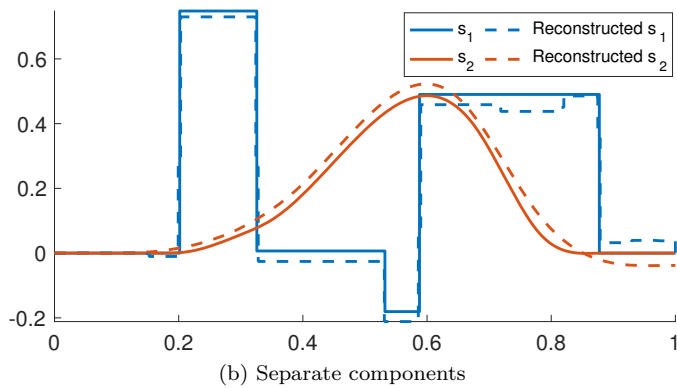 s1 Reconstructed s1
s2 Reconstructed s2
0.6
0.4
0.2
0
-0.2
0 0.2 0.4 0.6 0.8 1
(b) Separate components